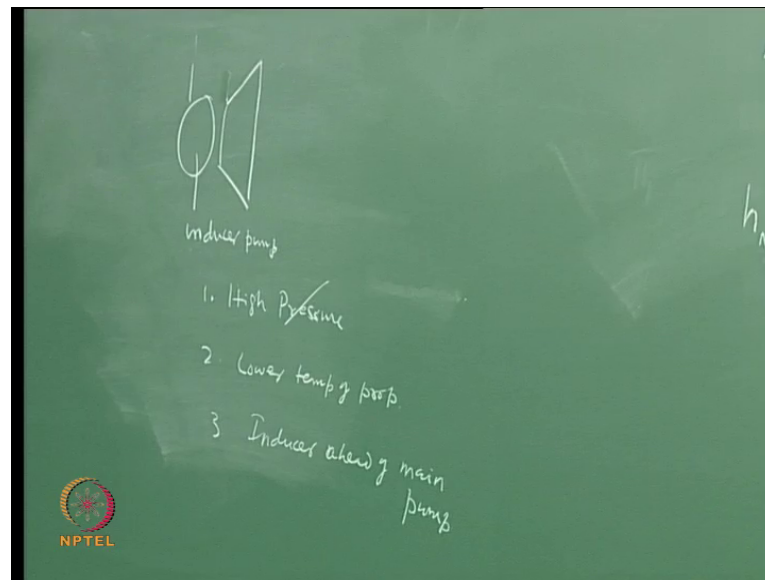 inducer pump
1. High Pressure
2. Lower temp of prop.
3 Inducer ahead of main
pump
h
NPTEL